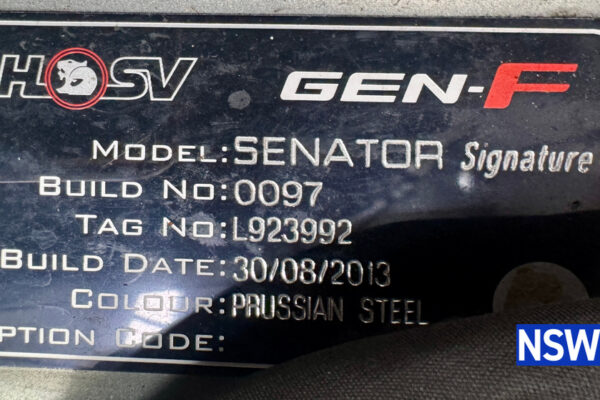 HSV GEN-F
MODEL: SENATOR Signature
BUILD NO: 0097
TAG NO: L923992
BUILD DATE: 30/08/2013
COLOUR: PRUSSIAN STEEL
PTION CODE:
NSW